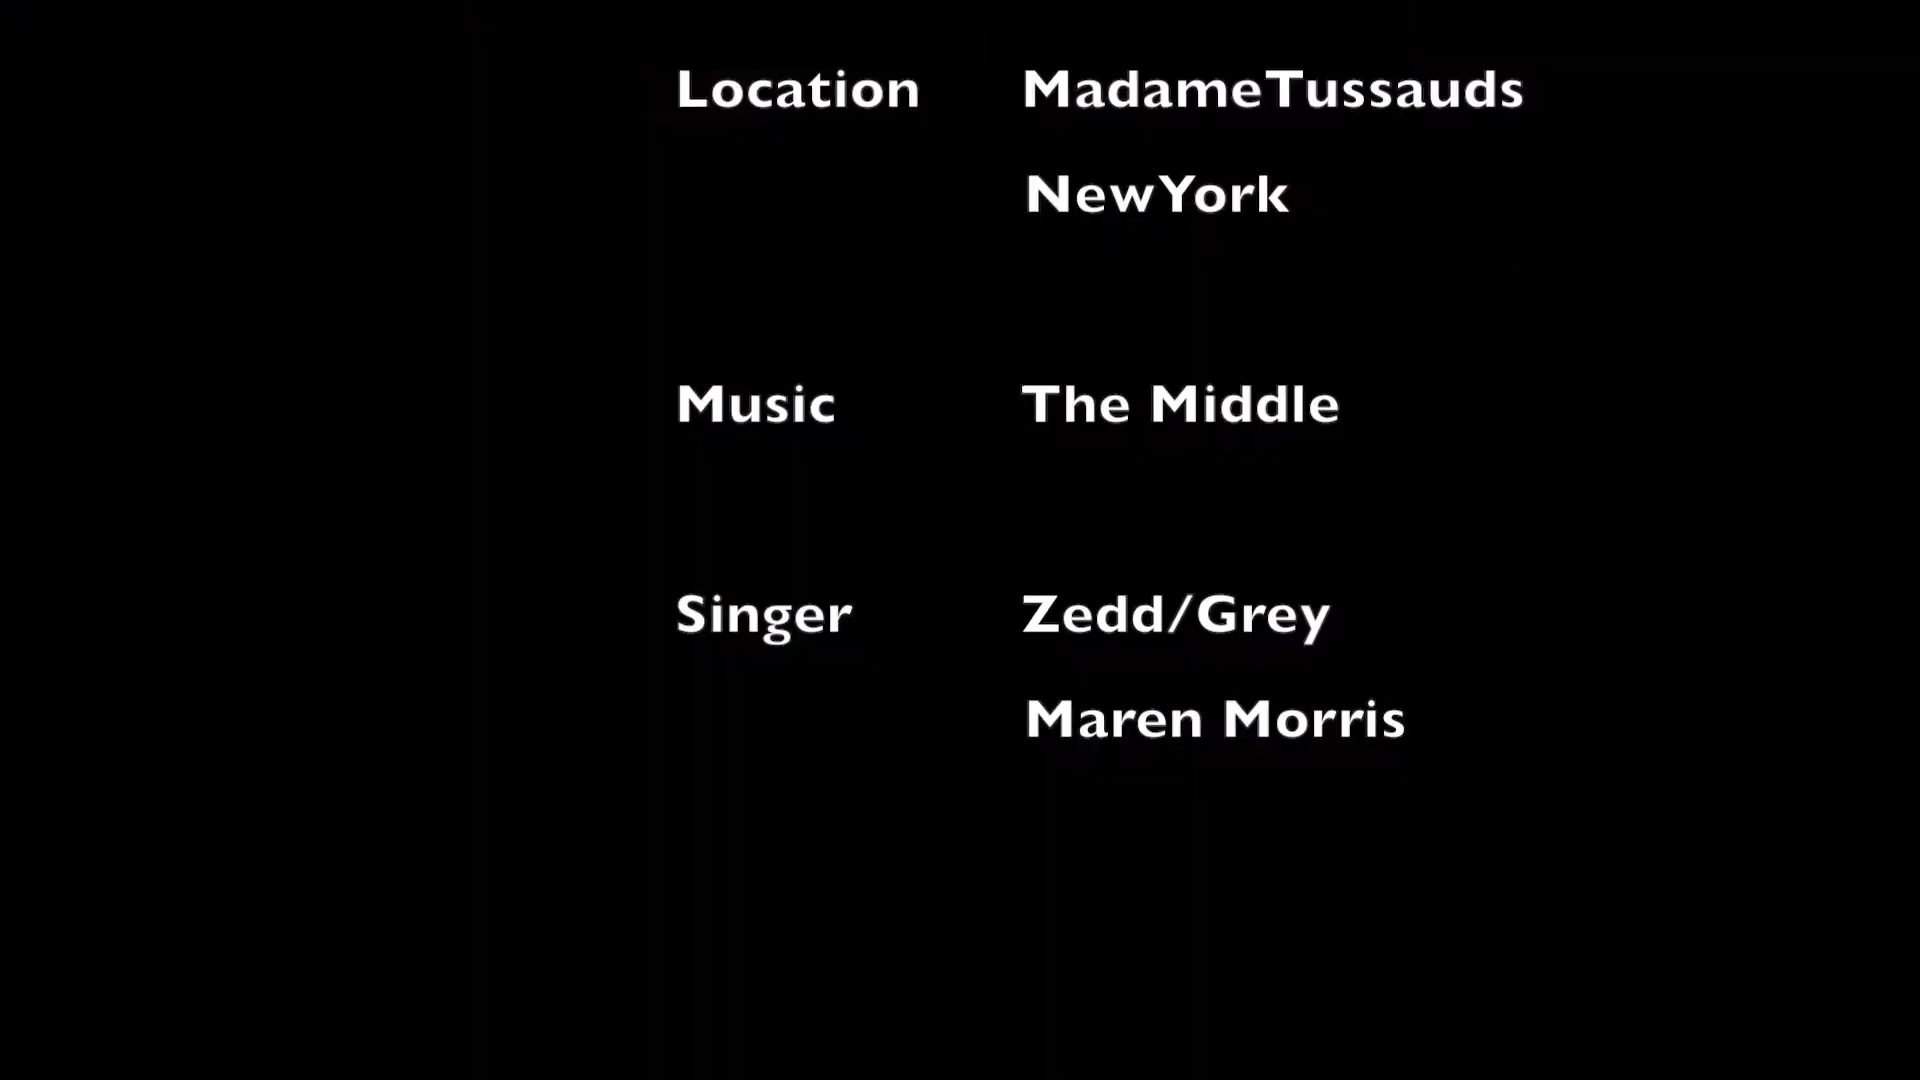 Location MadameTussauds
NewYork
Music The Middle
Singer Zedd/Grey
Maren Morris